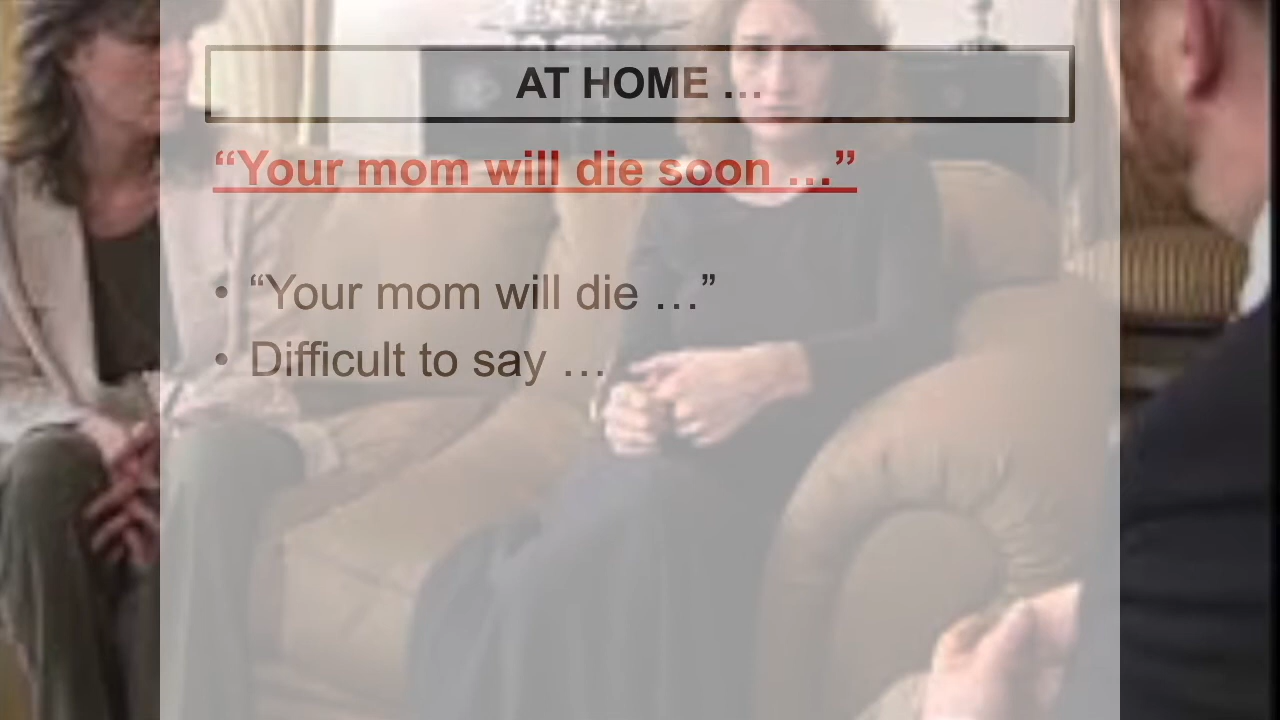 AT HOME …
“Your mom will die soon …”
• “Your mom will die …”
• Difficult to say …